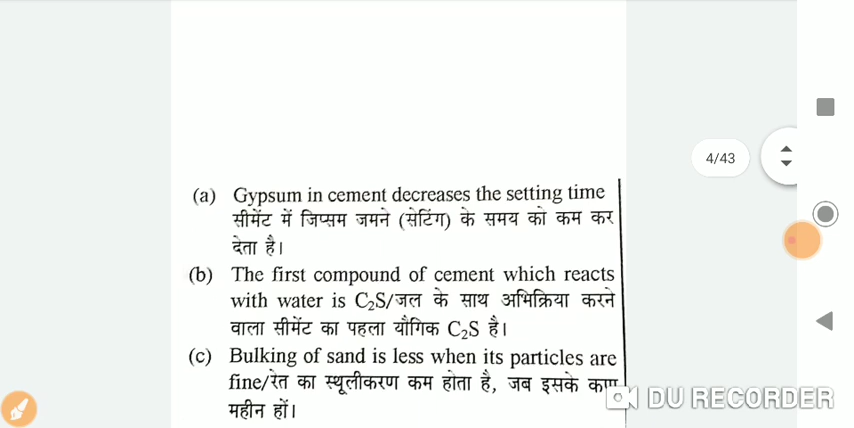 4/43
(a) Gypsum in cement decreases the setting time
सीमेंट में जिप्सम जमने (सेटिंग) के समय को कम कर
देता है।
(b) The first compound of cement which reacts
with water is C₂S/जल के साथ अभिक्रिया करने
वाला सीमेंट का पहला यौगिक C₂S है।
(c) Bulking of sand is less when its particles are
fine/रेत का स्थूलीकरण कम होता है, जब इसके कण
महीन हों।
DU RECORDER